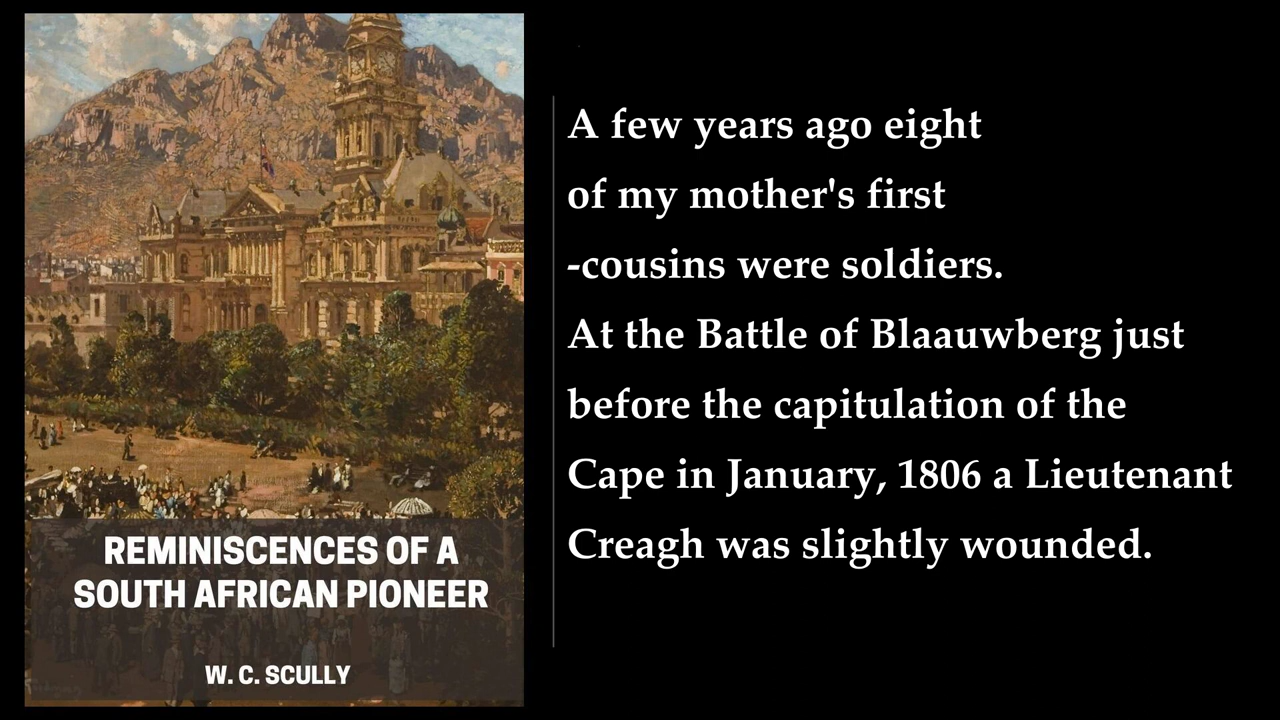 REMINISCENCES OF A
SOUTH AFRICAN PIONEER
W. C. SCULLY
A few years ago eight
of my mother's first
-cousins were soldiers.
At the Battle of Blaauwberg just
before the capitulation of the
Cape in January, 1806 a Lieutenant
Creagh was slightly wounded.